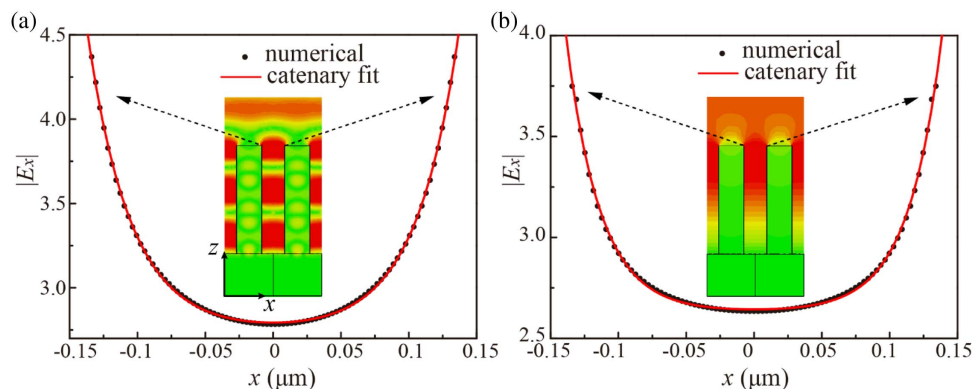 (a)
4.5
4.0
3.5
3.0
|Ex|
numerical
catenary fit
z
x
-0.15 -0.1 -0.05 0 0.05 0.1 0.15
x (μm)
(b)
4.0
3.5
3.0
2.5
|Ex|
numerical
catenary fit
-0.15 -0.1 -0.05 0 0.05 0.1 0.15
x (μm)